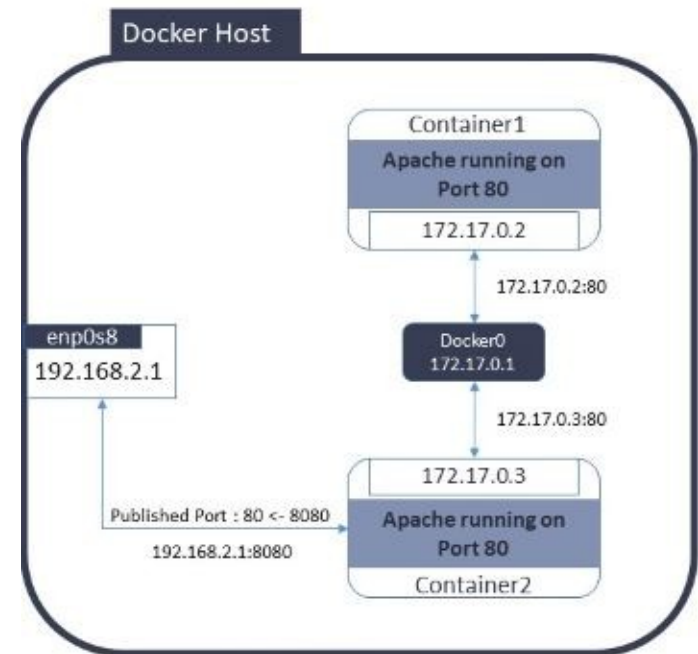 Docker Host
Container1
Apache running on
Port 80
172.17.0.2
172.17.0.2:80
enp0s8
192.168.2.1
Docker0
172.17.0.1
172.17.0.3:80
172.17.0.3
Published Port : 80 <- 8080
192.168.2.1:8080
Apache running on
Port 80
Container2